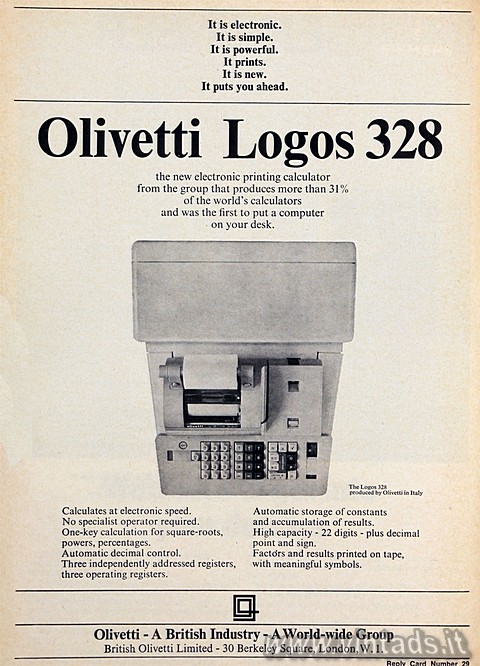 It is electronic.
It is simple.
It is powerful.
It prints.
It is new.
It puts you ahead.
Olivetti Logos 328
the new electronic printing calculator
from the group that produces more than 31%
of the world's calculators
and was the first to put a computer
on your desk.
The Logos 328
produced by Olivetti in Italy
Calculates at electronic speed.
No specialist operator required.
One-key calculation for square-roots,
powers, percentages.
Automatic decimal control.
Three independently addressed registers,
three operating registers.
Automatic storage of constants
and accumulation of results.
High capacity - 22 digits - plus decimal
point and sign.
Factors and results printed on tape,
with meaningful symbols.
Olivetti - A British Industry - A World-wide Group
British Olivetti Limited - 30 Berkeley Square, London, W.1.
www.vintads.it
Reply Card Number 29